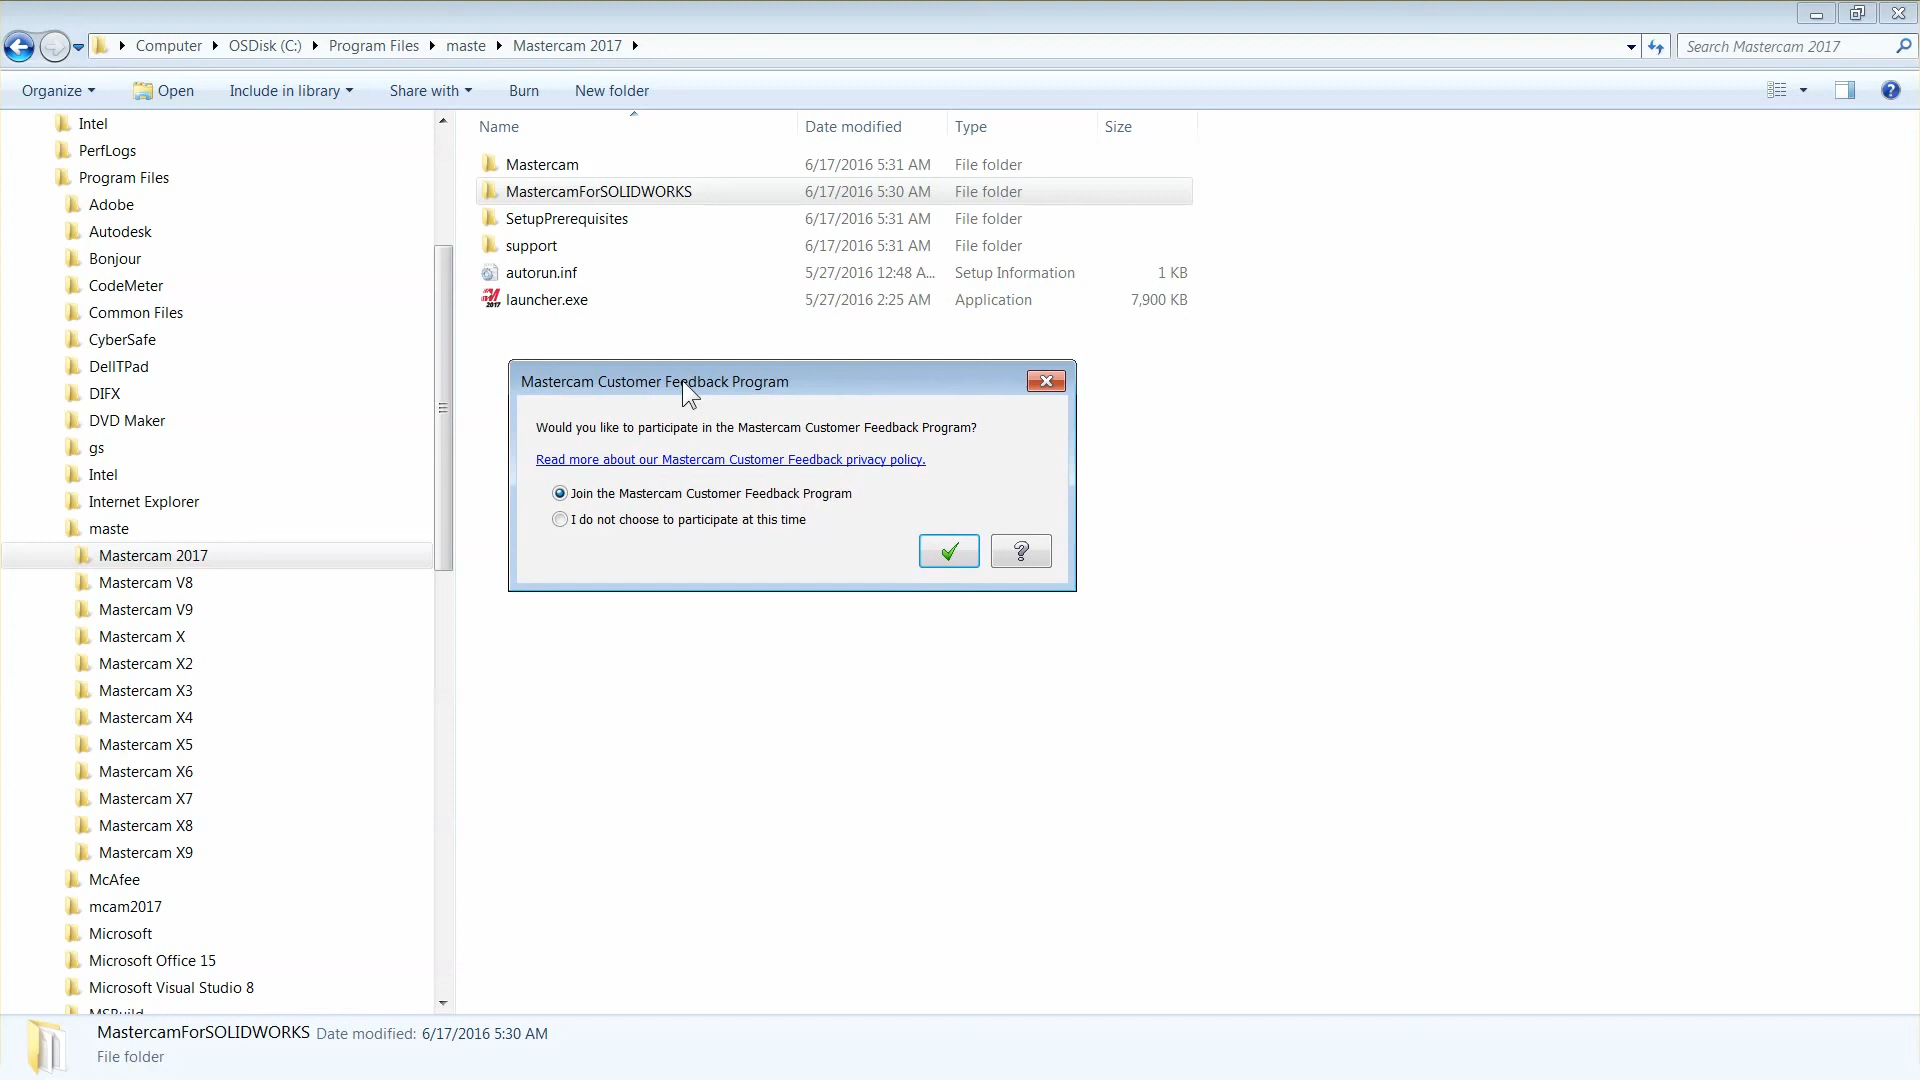 Computer OSDisk (C:) Program Files maste Mastercam 2017
Search Mastercam 2017
Organize Open Include in library Share with Burn New folder
Intel
PerfLogs
Program Files
Adobe
Autodesk
Bonjour
CodeMeter
Common Files
CyberSafe
DellTPad
DIFX
DVD Maker
gs
Intel
Internet Explorer
maste
Mastercam 2017
Mastercam V8
Mastercam V9
Mastercam X
Mastercam X2
Mastercam X3
Mastercam X4
Mastercam X5
Mastercam X6
Mastercam X7
Mastercam X8
Mastercam X9
McAfee
mcam2017
Microsoft
Microsoft Office 15
Microsoft Visual Studio 8
MSBuild
Name Date modified Type Size
Mastercam 6/17/2016 5:31 AM File folder
MastercamForSOLIDWORKS 6/17/2016 5:30 AM File folder
SetupPrerequisites 6/17/2016 5:31 AM File folder
support 6/17/2016 5:31 AM File folder
autorun.inf 5/27/2016 12:48 A... Setup Information 1 KB
launcher.exe 5/27/2016 2:25 AM Application 7,900 KB
Mastercam Customer Feedback Program
Would you like to participate in the Mastercam Customer Feedback Program?
Read more about our Mastercam Customer Feedback privacy policy.
Join the Mastercam Customer Feedback Program
I do not choose to participate at this time
MastercamForSOLIDWORKS Date modified: 6/17/2016 5:30 AM
File folder